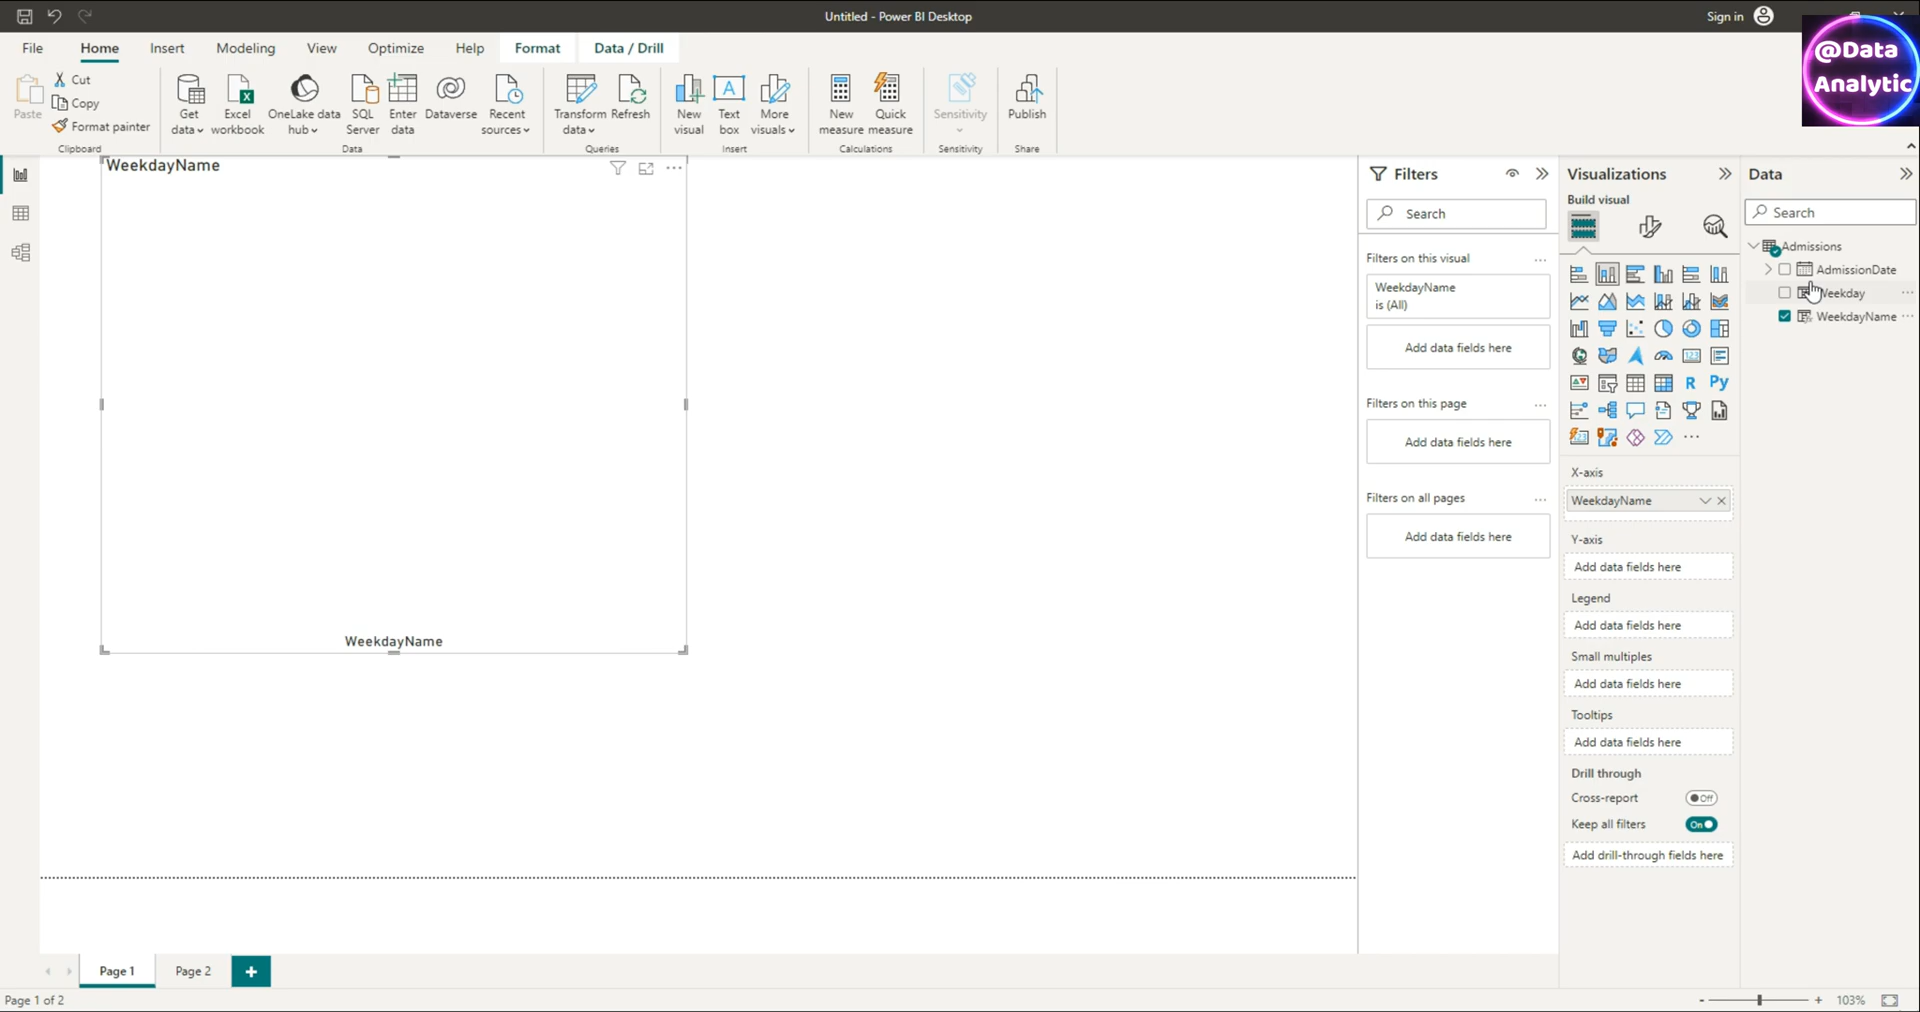 Untitled - Power BI Desktop
Sign in
@Data
Analytic
File
Home
Insert
Modeling
View
Optimize
Help
Format
Data / Drill
Paste
Cut
Copy
Format painter
Clipboard
Get
data
Excel
workbook
OneLake data
hub
SQL
Server
Enter
data
Dataverse
Recent
sources
Data
Transform
data
Refresh
Queries
New
visual
Text
box
More
visuals
Insert
New
measure
Quick
measure
Calculations
Sensitivity
Sensitivity
Publish
Share
WeekdayName
WeekdayName
Filters
Search
Filters on this visual
WeekdayName
is (All)
Add data fields here
Filters on this page
Add data fields here
Filters on all pages
Add data fields here
Visualizations
Build visual
R
Py
123
X-axis
WeekdayName
Y-axis
Add data fields here
Legend
Add data fields here
Small multiples
Add data fields here
Tooltips
Add data fields here
Drill through
Cross-report
Off
Keep all filters
On
Add drill-through fields here
Data
Search
Admissions
AdmissionDate
Weekday
WeekdayName
Page 1
Page 2
Page 1 of 2
103%